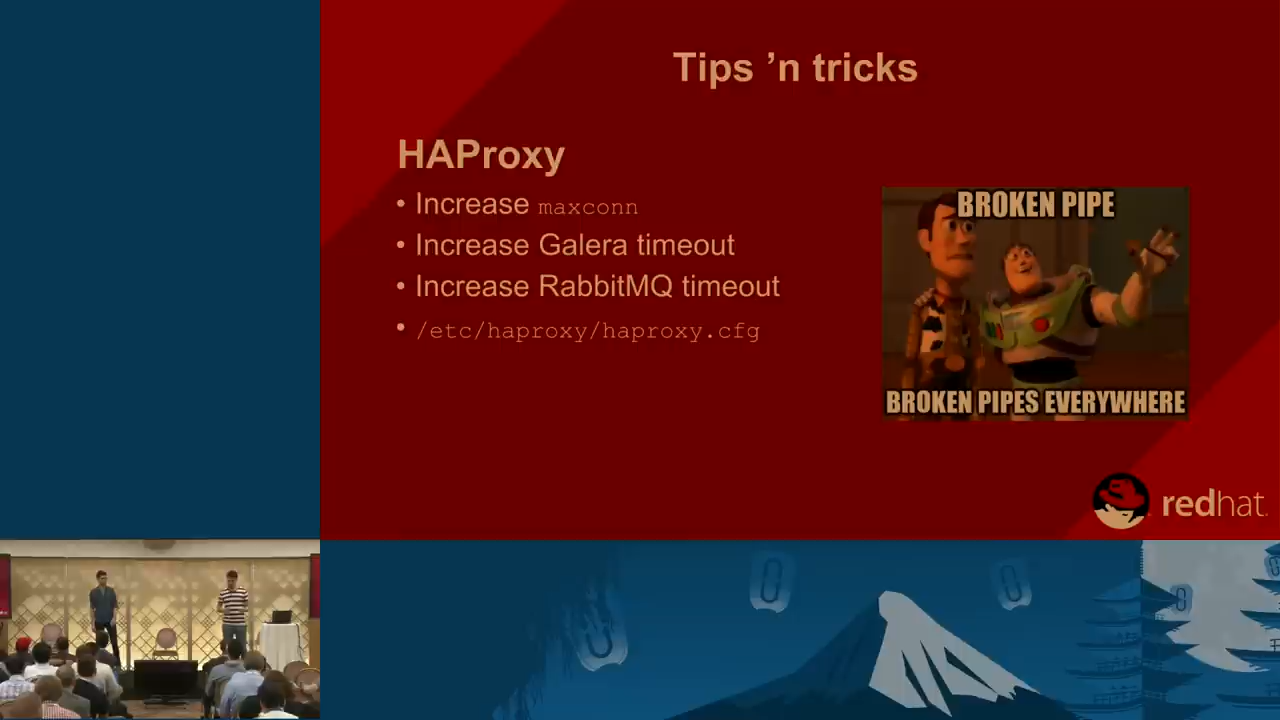 Tips ’n tricks
HAProxy
• Increase maxconn
• Increase Galera timeout
• Increase RabbitMQ timeout
• /etc/haproxy/haproxy.cfg
BROKEN PIPE
BROKEN PIPES EVERYWHERE
redhat.